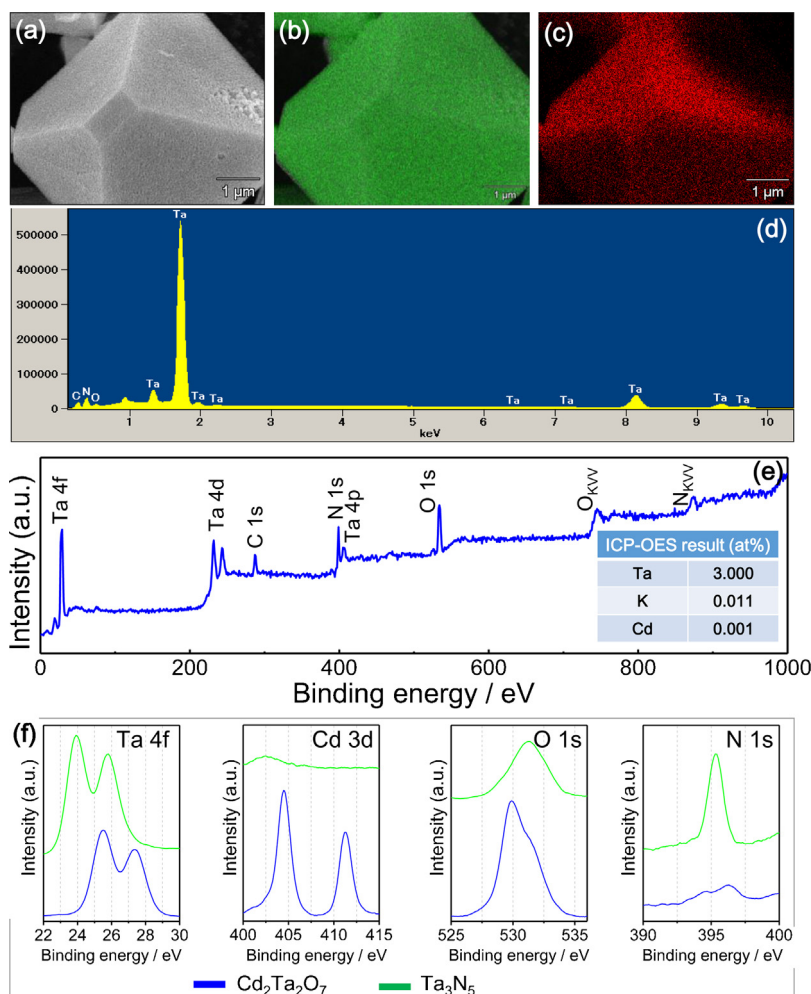 (a)
1 µm
(b)
1 µm
(c)
1 µm
(d)
500000
400000
300000
200000
100000
0
C N O Ta Ta Ta Ta Ta Ta Ta Ta Ta
1 2 3 4 5 6 7 8 9 10
keV
(e)
Intensity (a.u.)
Ta 4f
Ta 4d
C 1s
N 1s
Ta 4p
O 1s
OKVV
NKVV
ICP-OES result (at%)
Ta 3.000
K 0.011
Cd 0.001
0 200 400 600 800 1000
Binding energy / eV
(f)
Ta 4f
Intensity (a.u.)
22 24 26 28 30
Binding energy / eV
Cd 3d
Intensity (a.u.)
400 405 410 415
Binding energy / eV
O 1s
Intensity (a.u.)
525 530 535
Binding energy / eV
N 1s
Intensity (a.u.)
390 395 400
Binding energy / eV
Cd2Ta2O7
Ta3N5